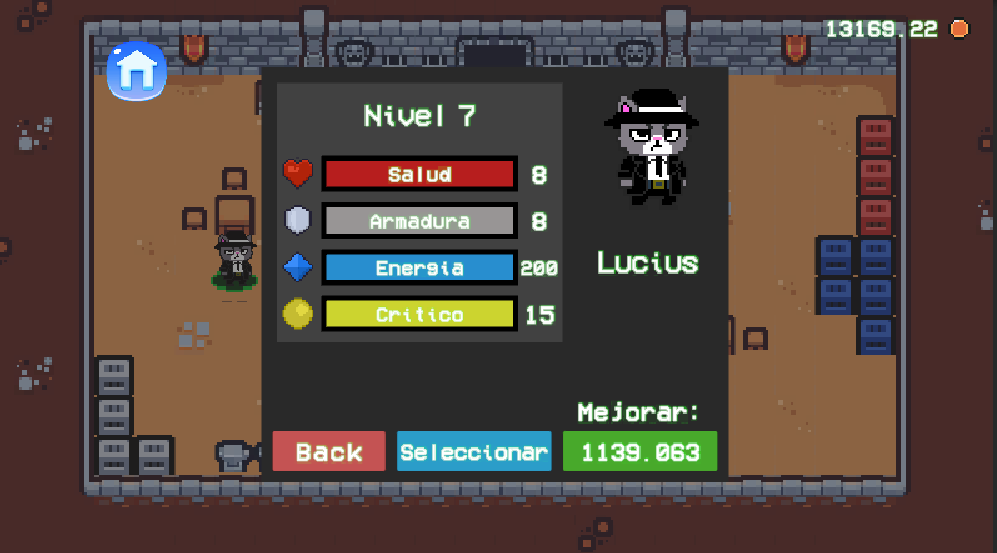 13169.22
Nivel 7
Salud 8
Armadura 8
Energia 200
Critico 15
Lucius
Mejorar:
Back Seleccionar 1139.063